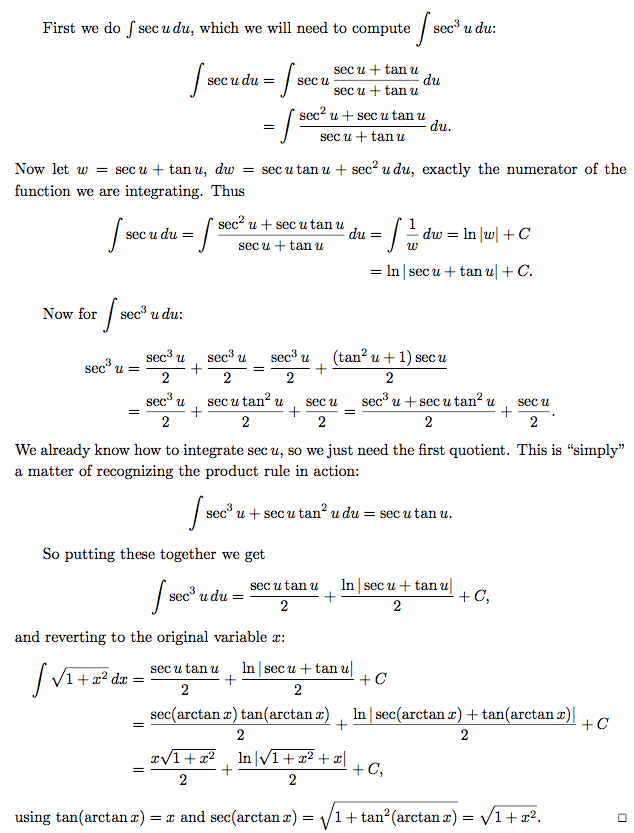 First we do ∫ sec u du, which we will need to compute ∫ sec³ u du:
∫ sec u du = ∫ sec u (sec u + tan u)/(sec u + tan u) du
= ∫ (sec² u + sec u tan u)/(sec u + tan u) du.
Now let w = sec u + tan u, dw = sec u tan u + sec² u du, exactly the numerator of the
function we are integrating. Thus
∫ sec u du = ∫ (sec² u + sec u tan u)/(sec u + tan u) du = ∫ 1/w dw = ln |w| + C
= ln | sec u + tan u| + C.
Now for ∫ sec³ u du:
sec³ u = sec³ u/2 + sec³ u/2 = sec³ u/2 + (tan² u + 1) sec u/2
= sec³ u/2 + sec u tan² u/2 + sec u/2 = (sec³ u + sec u tan² u)/2 + sec u/2.
We already know how to integrate sec u, so we just need the first quotient. This is “simply”
a matter of recognizing the product rule in action:
∫ sec³ u + sec u tan² u du = sec u tan u.
So putting these together we get
∫ sec³ u du = sec u tan u/2 + ln | sec u + tan u|/2 + C,
and reverting to the original variable x:
∫ √(1 + x²) dx = sec u tan u/2 + ln | sec u + tan u|/2 + C
= sec(arctan x) tan(arctan x)/2 + ln | sec(arctan x) + tan(arctan x)|/2 + C
= x√(1 + x²)/2 + ln |√(1 + x²) + x|/2 + C,
using tan(arctan x) = x and sec(arctan x) = √(1 + tan²(arctan x)) = √(1 + x²). □